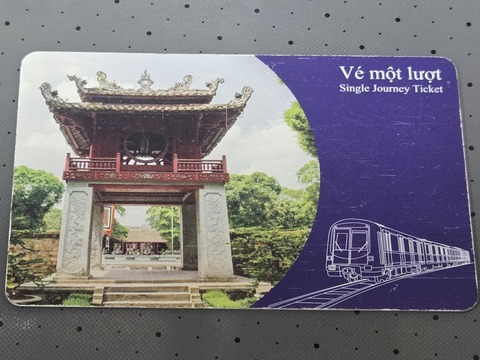 Vé một lượt
Single Journey Ticket